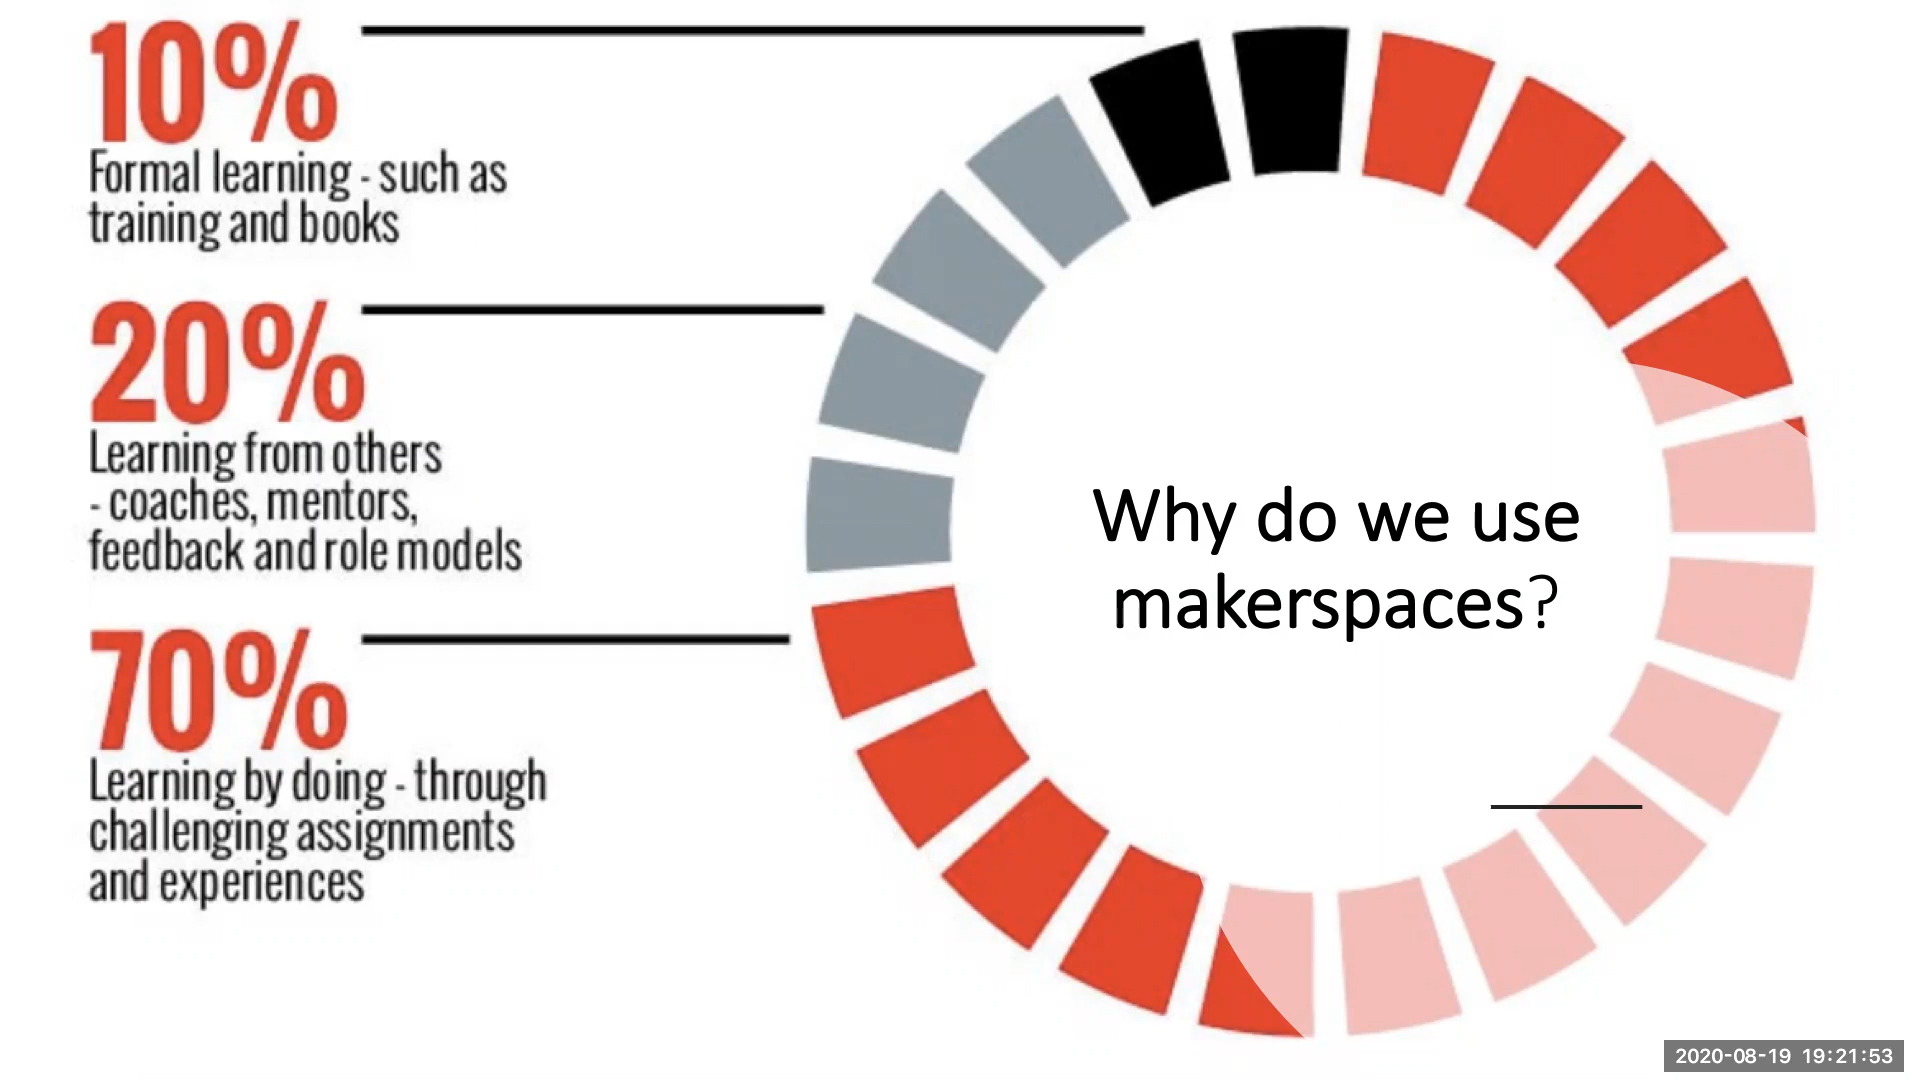 10%
Formal learning - such as
training and books
20%
Learning from others
- coaches, mentors,
feedback and role models
70%
Learning by doing - through
challenging assignments
and experiences
Why do we use
makerspaces?
2020-08-19 19:21:53